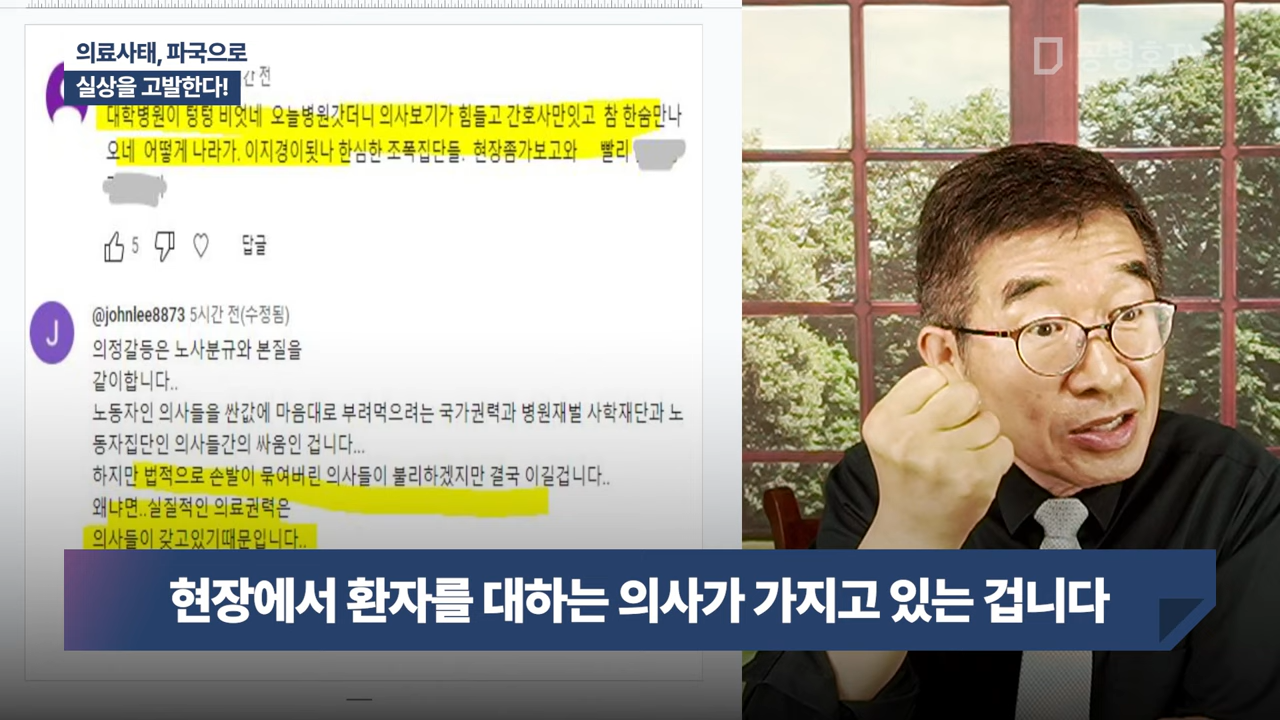 의료사태, 파국으로
실상을 고발한다!
간 전
대학병원이 텅텅 비엇네 오늘병원갓더니 의사보기가 힘들고 간호사만잇고 참 한숨만나
오네 어떻게 나라가. 이지경이됫나 한심한 조폭집단들. 현장좀가보고와 빨리
5
답글
J
@johnlee8873 5시간 전(수정됨)
의정갈등은 노사분규와 본질을
같이합니다..
노동자인 의사들을 싼값에 마음대로 부려먹으려는 국가권력과 병원재벌 사학재단과 노
동자집단인 의사들간의 싸움인 겁니다...
하지만 법적으로 손발이 묶여버린 의사들이 불리하겠지만 결국 이길겁니다..
왜냐면..실질적인 의료권력은
의사들이 갖고있기때문입니다..
현장에서 환자를 대하는 의사가 가지고 있는 겁니다
공병호TV